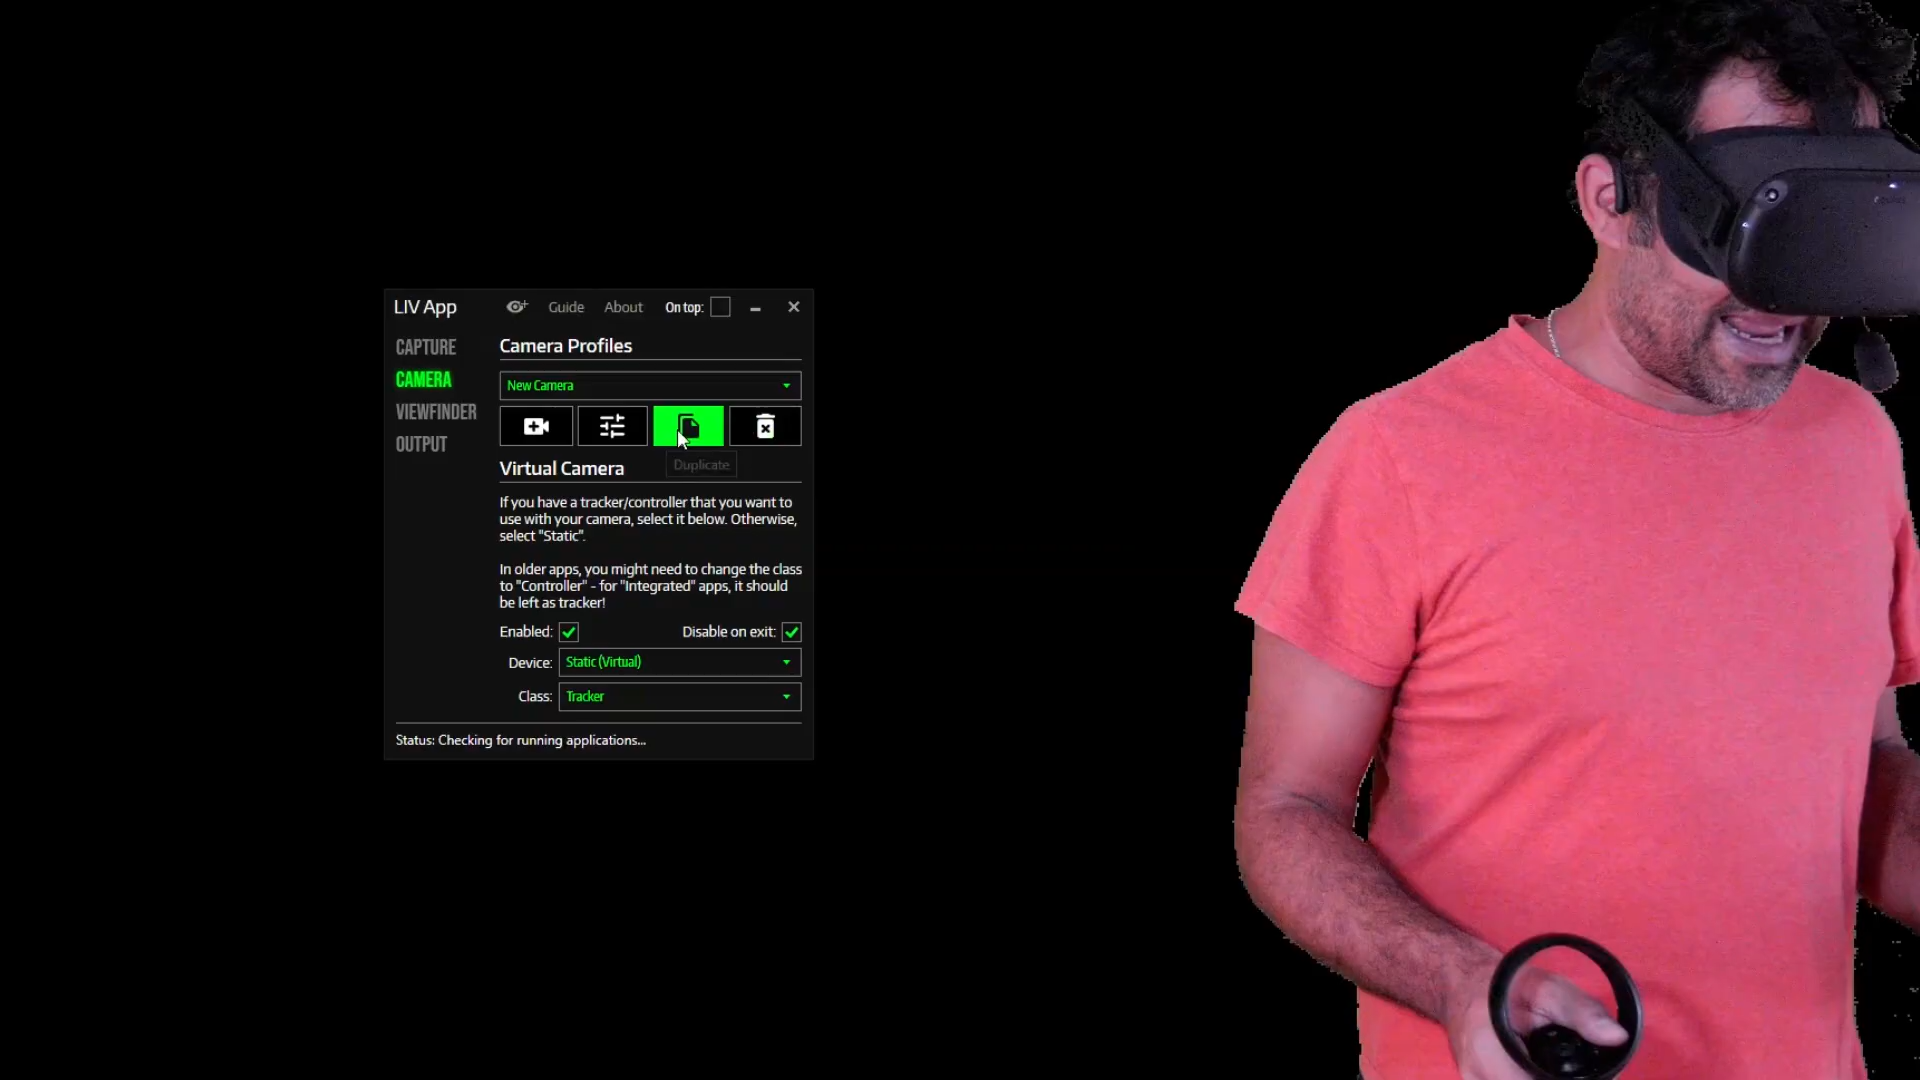 LIV App
Guide
About
On top:
CAPTURE
CAMERA
VIEWFINDER
OUTPUT
Camera Profiles
New Camera
Duplicate
Virtual Camera
If you have a tracker/controller that you want to
use with your camera, select it below. Otherwise,
select "Static".
In older apps, you might need to change the class
to "Controller" - for "Integrated" apps, it should
be left as tracker!
Enabled:
Disable on exit:
Device:
Static (Virtual)
Class:
Tracker
Status: Checking for running applications...